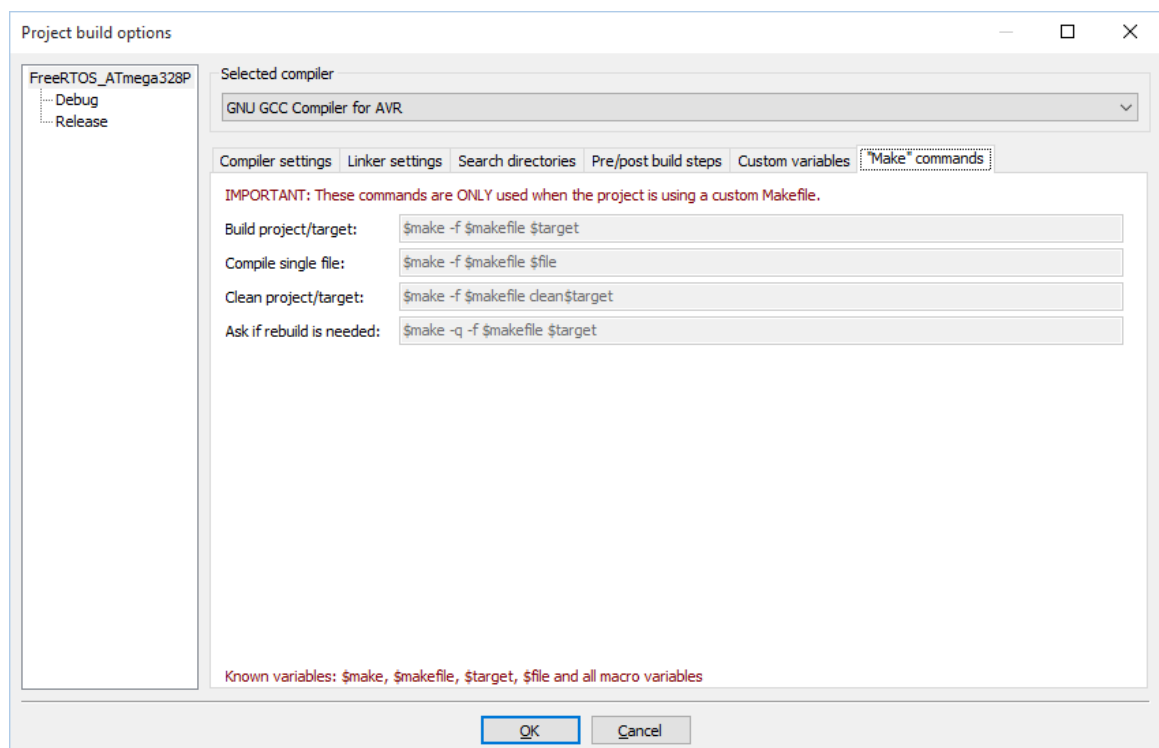 Project build options
FreeRTOS_ATmega328P
Debug
Release
Selected compiler
GNU GCC Compiler for AVR
Compiler settings Linker settings Search directories Pre/post build steps Custom variables "Make" commands
IMPORTANT: These commands are ONLY used when the project is using a custom Makefile.
Build project/target: $make -f $makefile $target
Compile single file: $make -f $makefile $file
Clean project/target: $make -f $makefile clean$target
Ask if rebuild is needed: $make -q -f $makefile $target
Known variables: $make, $makefile, $target, $file and all macro variables
OK Cancel